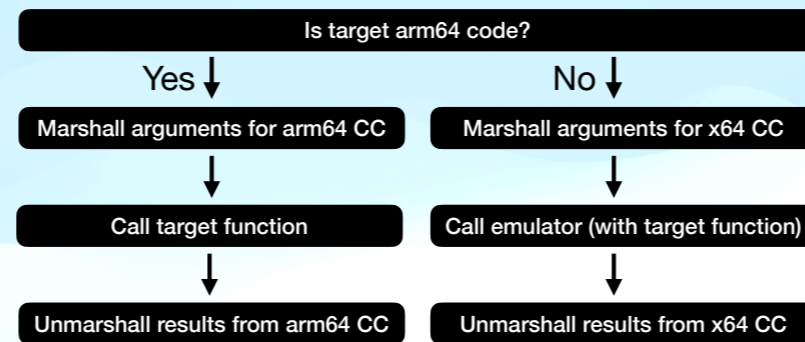 Is target arm64 code?
Yes
No
Marshall arguments for arm64 CC
Marshall arguments for x64 CC
Call target function
Call emulator (with target function)
Unmarshall results from arm64 CC
Unmarshall results from x64 CC